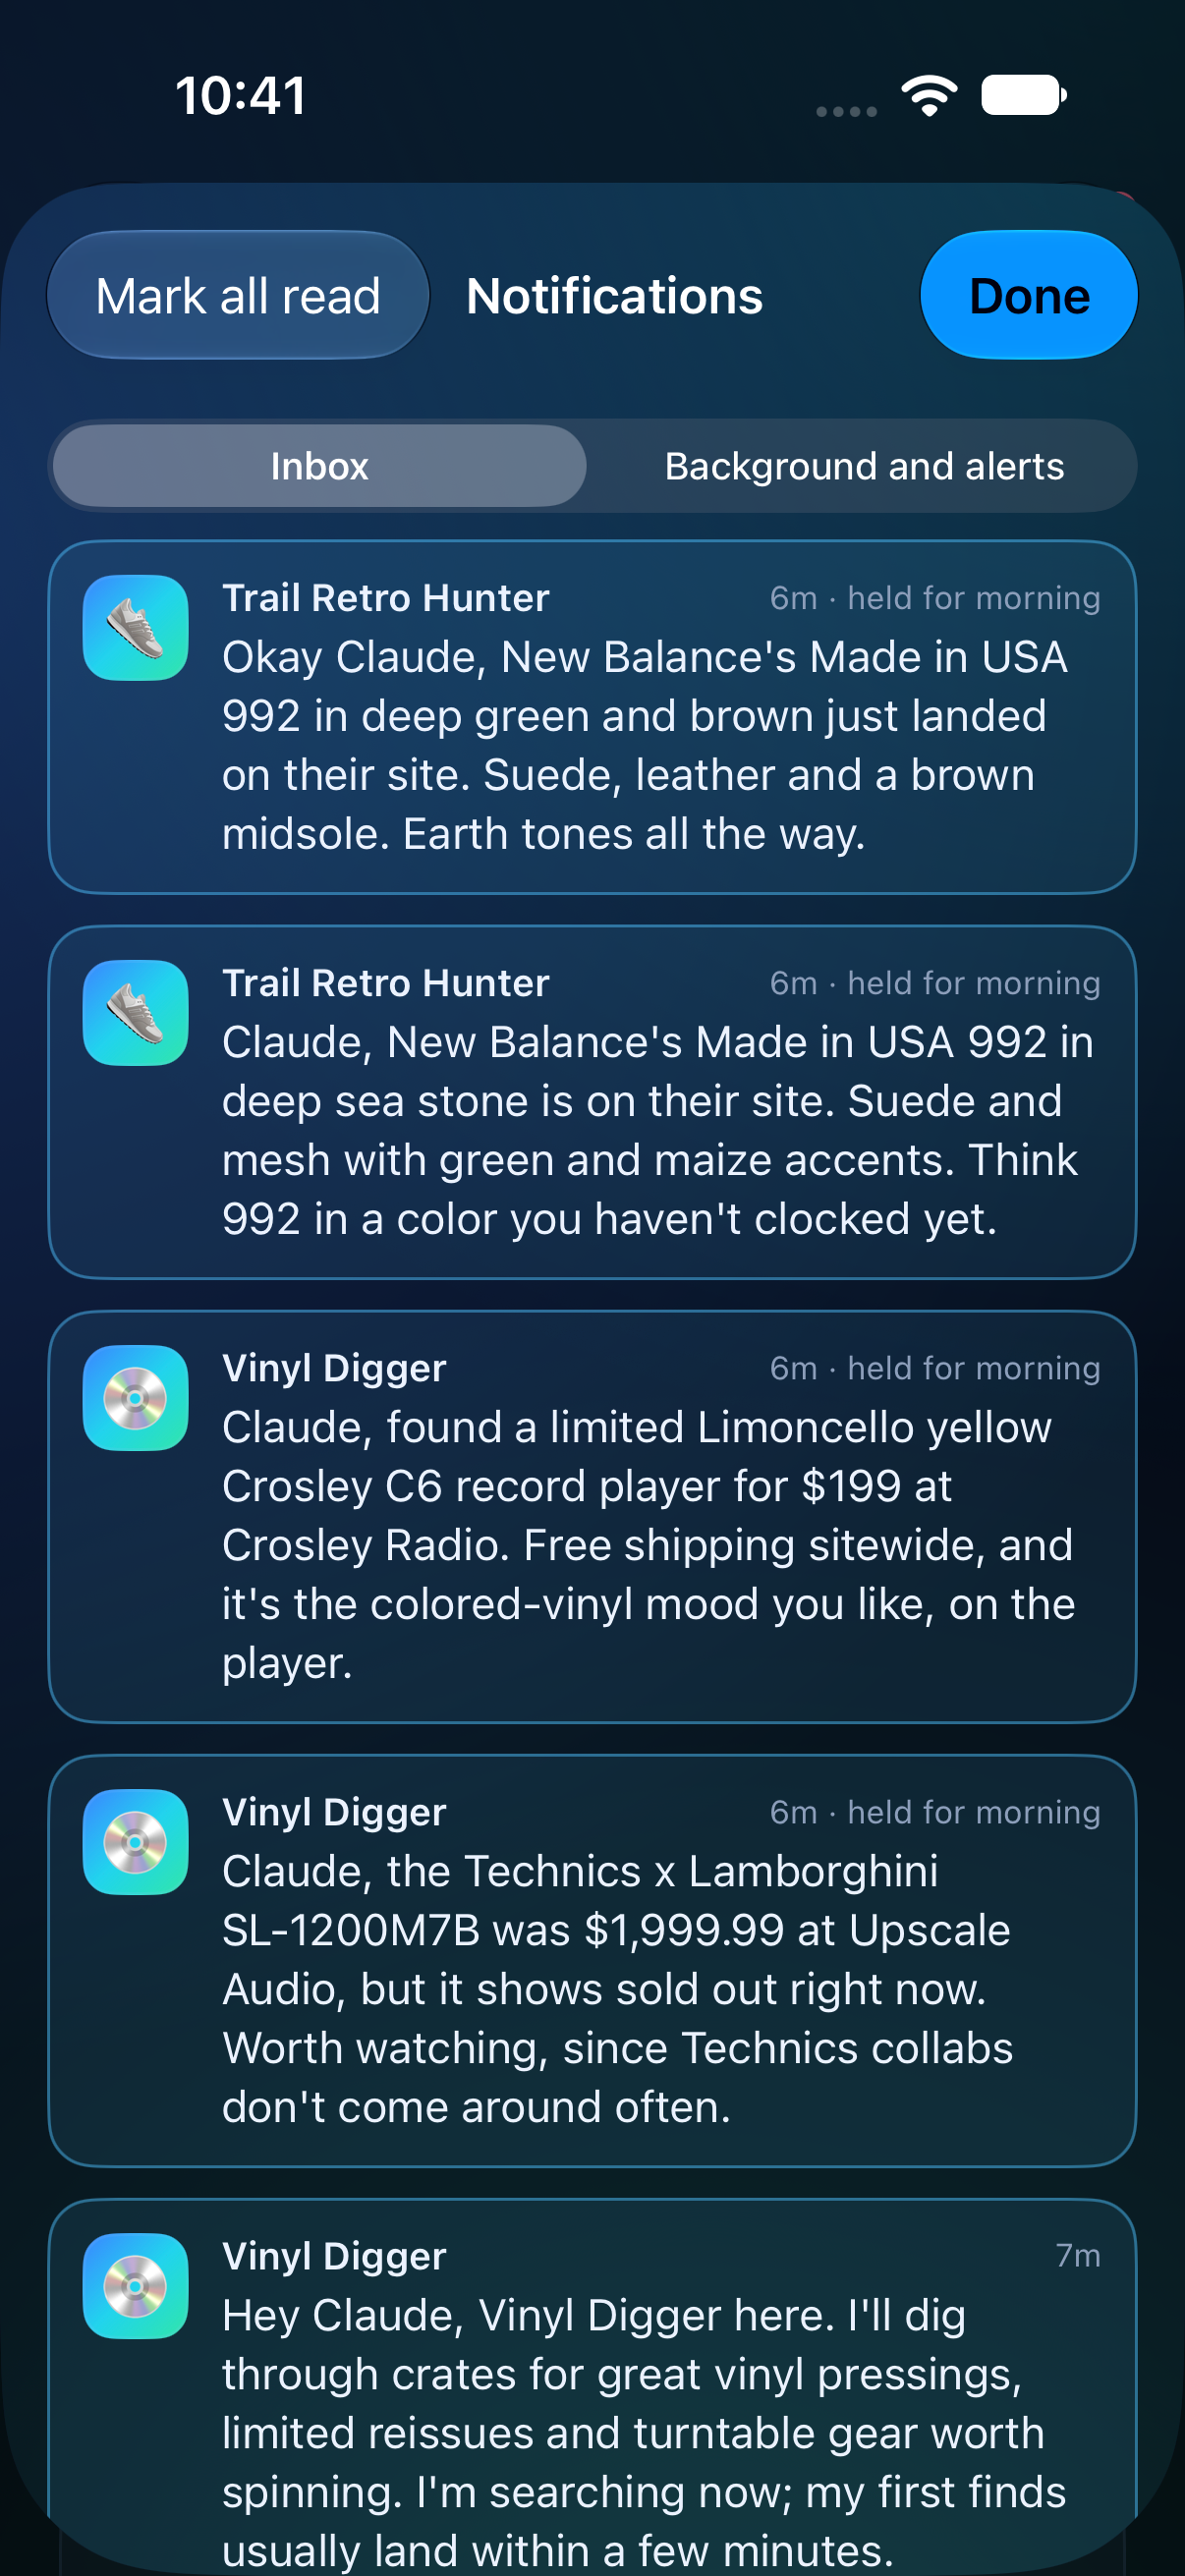 10:41
Mark all read
Notifications
Done
Inbox
Background and alerts
Trail Retro Hunter
6m · held for morning
Okay Claude, New Balance's Made in USA
992 in deep green and brown just landed
on their site. Suede, leather and a brown
midsole. Earth tones all the way.
Trail Retro Hunter
6m · held for morning
Claude, New Balance's Made in USA 992 in
deep sea stone is on their site. Suede and
mesh with green and maize accents. Think
992 in a color you haven't clocked yet.
Vinyl Digger
6m · held for morning
Claude, found a limited Limoncello yellow
Crosley C6 record player for $199 at
Crosley Radio. Free shipping sitewide, and
it's the colored-vinyl mood you like, on the
player.
Vinyl Digger
6m · held for morning
Claude, the Technics x Lamborghini
SL-1200M7B was $1,999.99 at Upscale
Audio, but it shows sold out right now.
Worth watching, since Technics collabs
don't come around often.
Vinyl Digger
7m
Hey Claude, Vinyl Digger here. I'll dig
through crates for great vinyl pressings,
limited reissues and turntable gear worth
spinning. I'm searching now; my first finds
usually land within a few minutes.